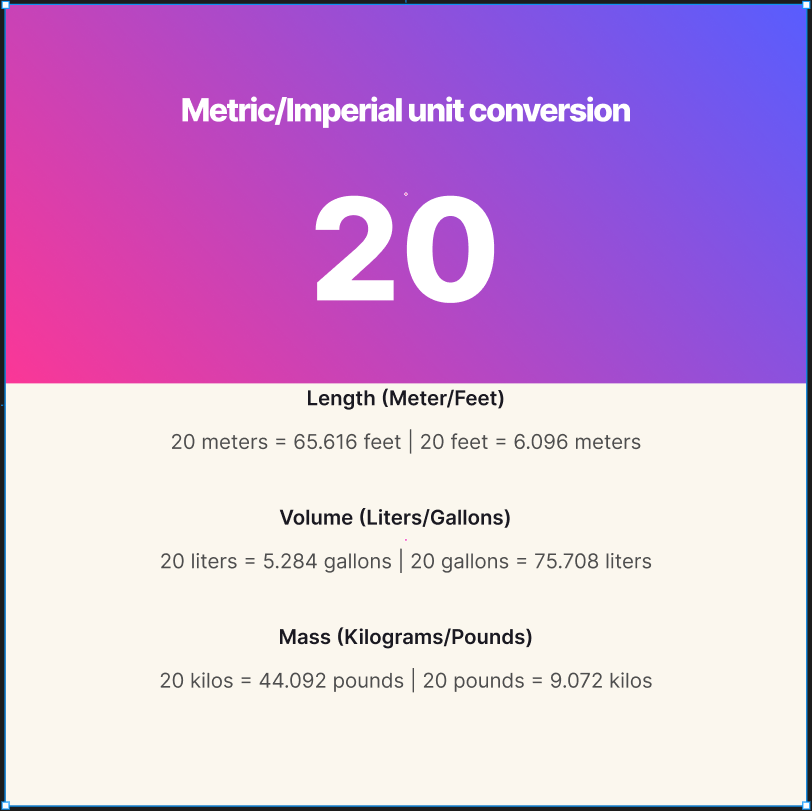 Metric/Imperial unit conversion
20
Length (Meter/Feet)
20 meters = 65.616 feet | 20 feet = 6.096 meters
Volume (Liters/Gallons)
20 liters = 5.284 gallons | 20 gallons = 75.708 liters
Mass (Kilograms/Pounds)
20 kilos = 44.092 pounds | 20 pounds = 9.072 kilos